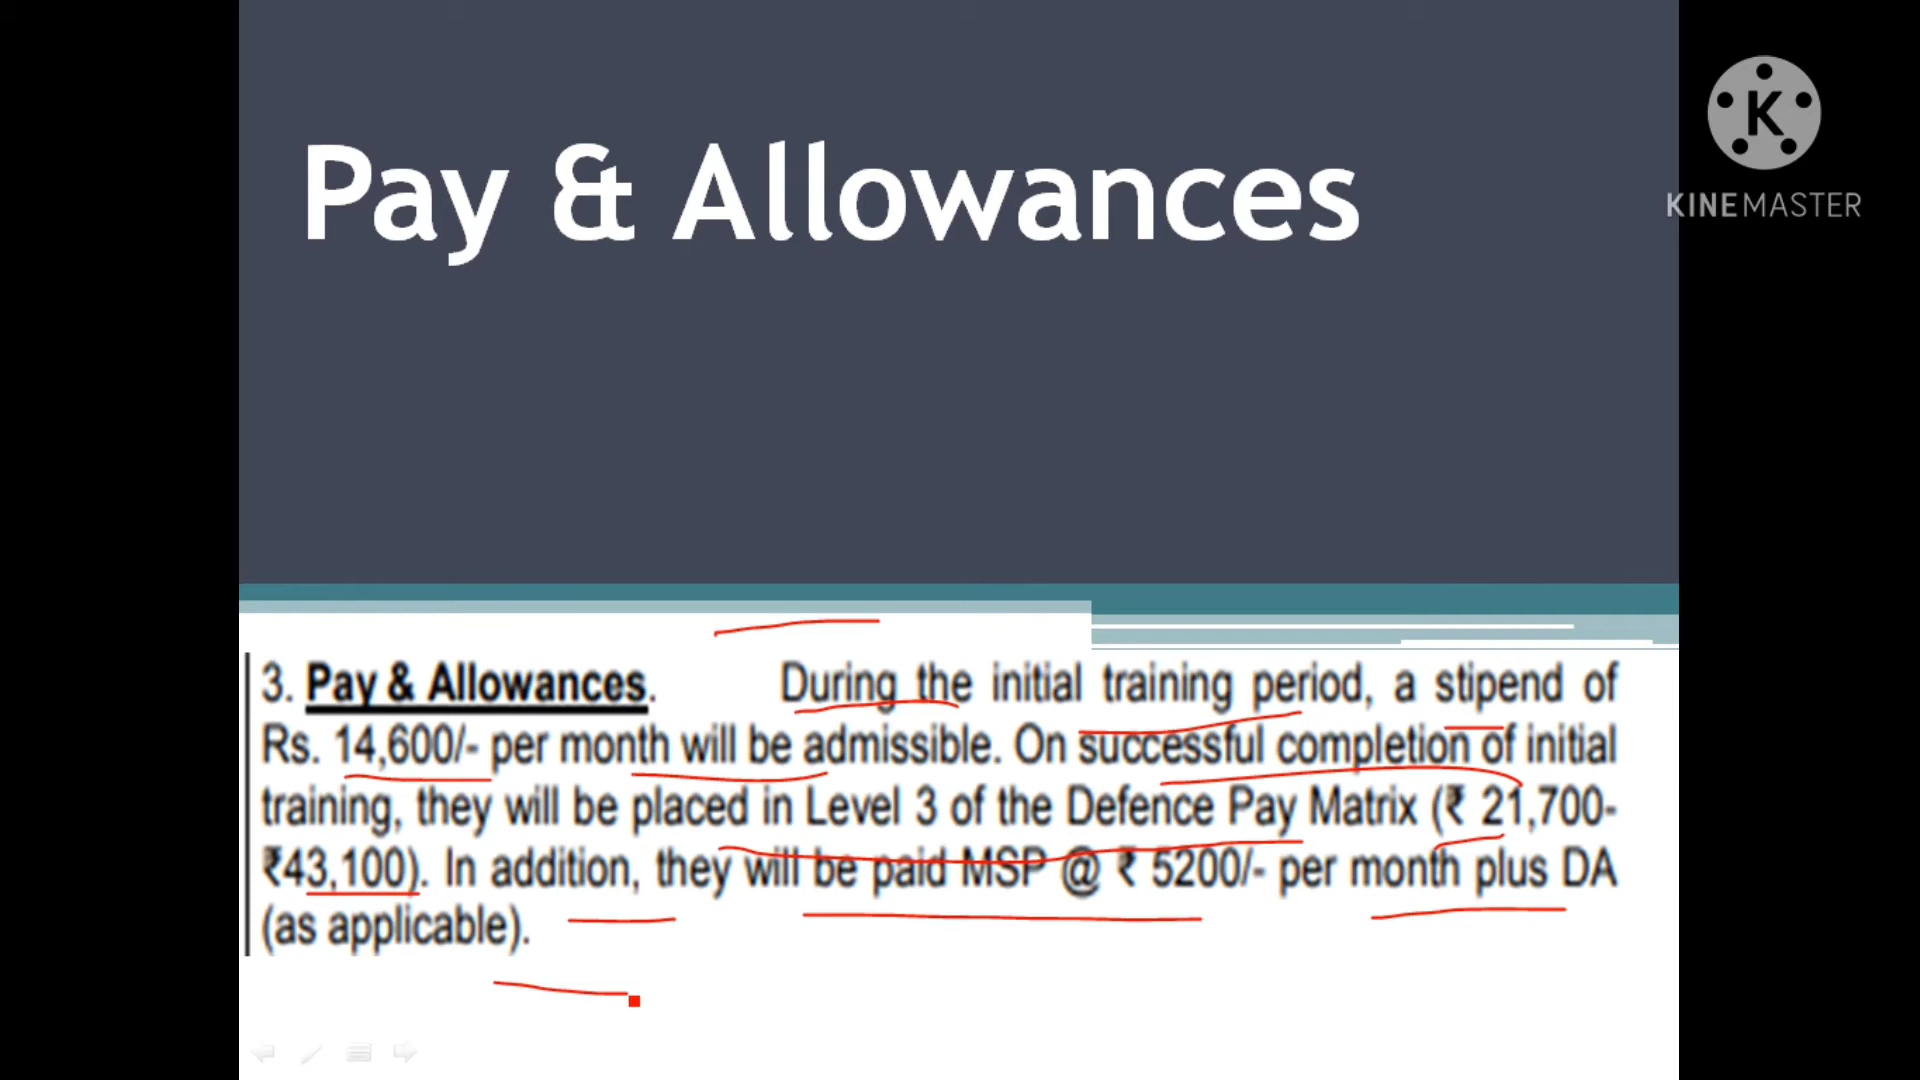 Pay & Allowances
K
KINEMASTER
3. Pay & Allowances. During the initial training period, a stipend of
Rs. 14,600/- per month will be admissible. On successful completion of initial
training, they will be placed in Level 3 of the Defence Pay Matrix (₹ 21,700-
₹43,100). In addition, they will be paid MSP @ ₹ 5200/- per month plus DA
(as applicable).